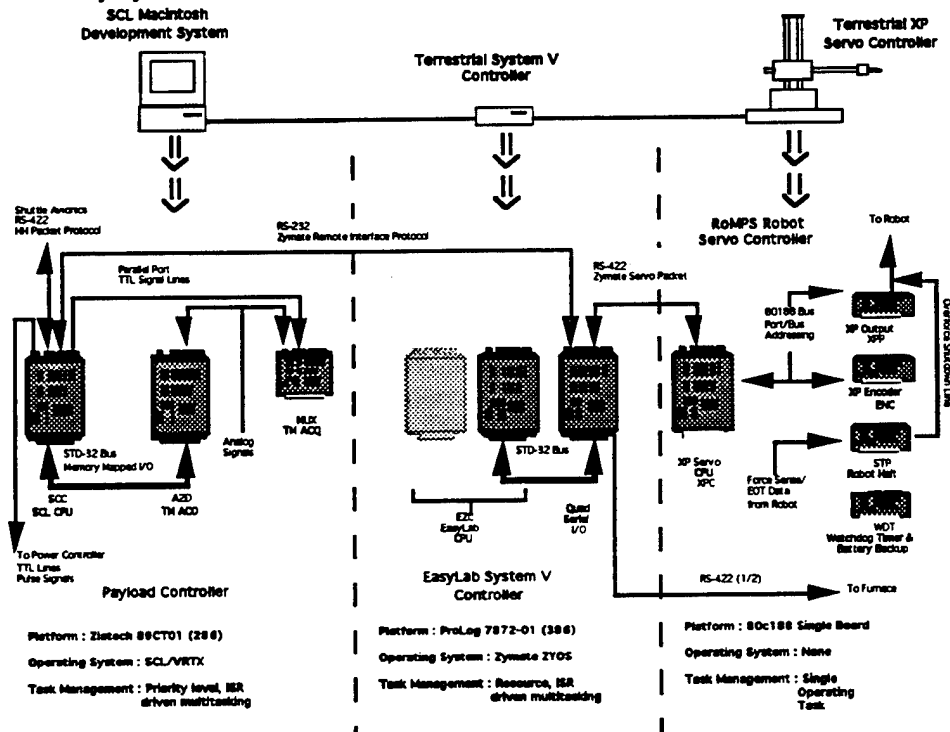 SCL Macintosh
Development System
Terrestrial System V
Controller
Terrestrial XP
Servo Controller
Shuttle Avionics
RS-422
HH Packet Protocol
RS-232
Zymate Remote Interface Protocol
Parallel Port
TTL Signal Lines
RS-422
Zymate Servo Packet
RoMPS Robot
Servo Controller
To Robot
80188 Bus
Port/Bus
Addressing
XP Output
XPP
XP Encoder
ENC
Overforce Shutdown Line
MUX
TM ACQ
Analog
Signals
STD-32 Bus
Memory Mapped I/O
SCC
SCL CPU
A2D
TM ACQ
STD-32 Bus
EZC
EasyLab
CPU
Quad
Serial
I/O
XP Servo
CPU
XPC
Force Sense/
EOT Data
from Robot
STP
Robot Halt
WDT
Watchdog Timer &
Battery Backup
To Power Controller
TTL Lines
Pulse Signals
RS-422 (1/2)
To Furnace
Payload Controller
EasyLab System V
Controller
Platform : Ziatech 89CT01 (286)
Operating System : SCL/VRTX
Task Management : Priority level, ISR
driven multitasking
Platform : ProLog 7872-01 (386)
Operating System : Zymate ZYOS
Task Management : Resource, ISR
driven multitasking
Platform : 80c188 Single Board
Operating System : None
Task Management : Single
Operating
Task